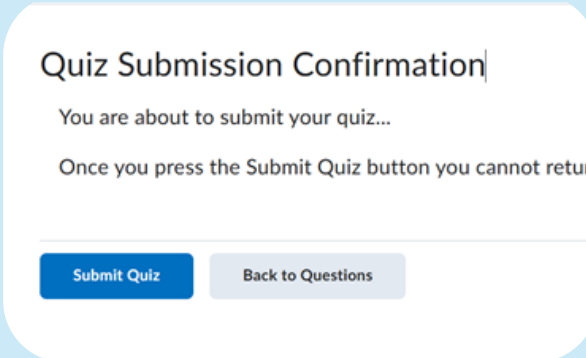 Quiz Submission Confirmation
You are about to submit your quiz...
Once you press the Submit Quiz button you cannot
Submit Quiz
Back to Questions